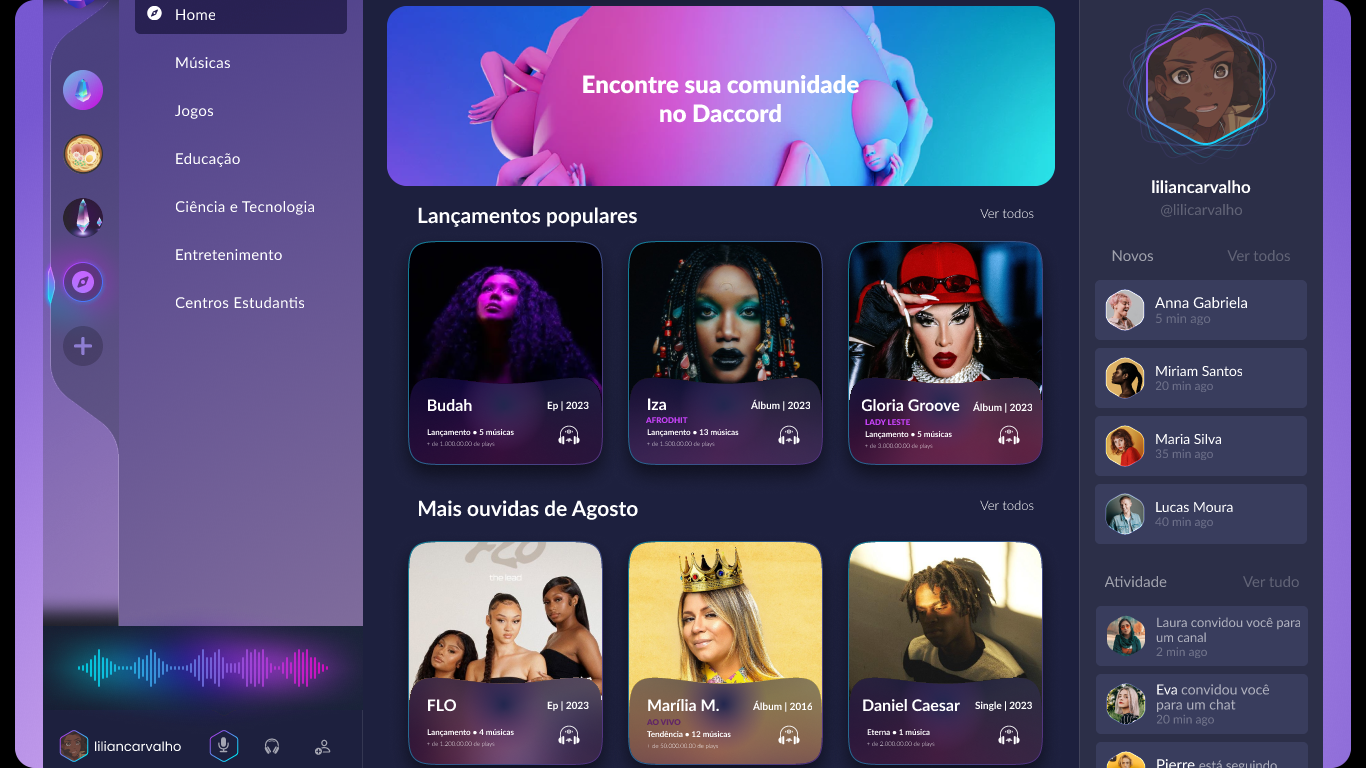 Home
Músicas
Jogos
Educação
Ciência e Tecnologia
Entretenimento
Centros Estudantis
liliancarvalho
Encontre sua comunidade
no Daccord
Lançamentos populares
Ver todos
Budah
Ep | 2023
Lançamento • 5 músicas
+ de 1.000.00.00 de plays
Iza
Álbum | 2023
AFRODHIT
Lançamento • 13 músicas
+ de 1.500.00.00 de plays
Gloria Groove
Álbum | 2023
LADY LESTE
Lançamento • 5 músicas
+ de 3.000.00.00 de plays
Mais ouvidas de Agosto
Ver todos
FLO
the lead
FLO
Ep | 2023
Lançamento • 4 músicas
+ de 1.200.00.00 de plays
Marília M.
Álbum | 2016
AO VIVO
Tendência • 12 músicas
+ de 50.000.00.00 de plays
Daniel Caesar
Single | 2023
Eterna • 1 música
+ de 2.000.00.00 de plays
liliancarvalho
@lilicarvalho
Novos
Ver todos
Anna Gabriela
5 min ago
Miriam Santos
20 min ago
Maria Silva
35 min ago
Lucas Moura
40 min ago
Atividade
Ver tudo
Laura convidou você para
um canal
2 min ago
Eva convidou você
para um chat
20 min ago
Pierre está seguindo